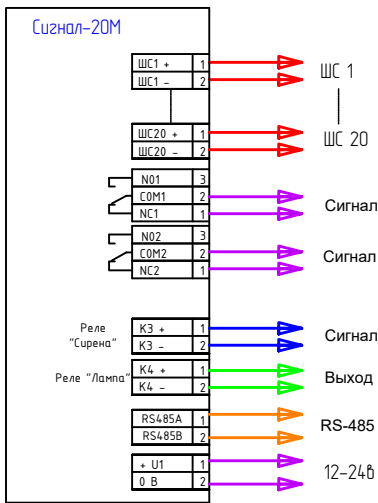 Сигнал-20М
ШС1 + 1
ШС1 - 2
ШС 1
ШС20 + 1
ШС20 - 2
ШС 20
NO1 3
COM1 2
NC1 1
Сигнал
NO2 3
COM2 2
NC2 1
Сигнал
Реле "Сирена"
К3 + 1
К3 - 2
Сигнал
Реле "Лампа"
К4 + 1
К4 - 2
Выход
RS485A 1
RS485B 2
RS-485
+ U1 1
0 В 2
12-24в